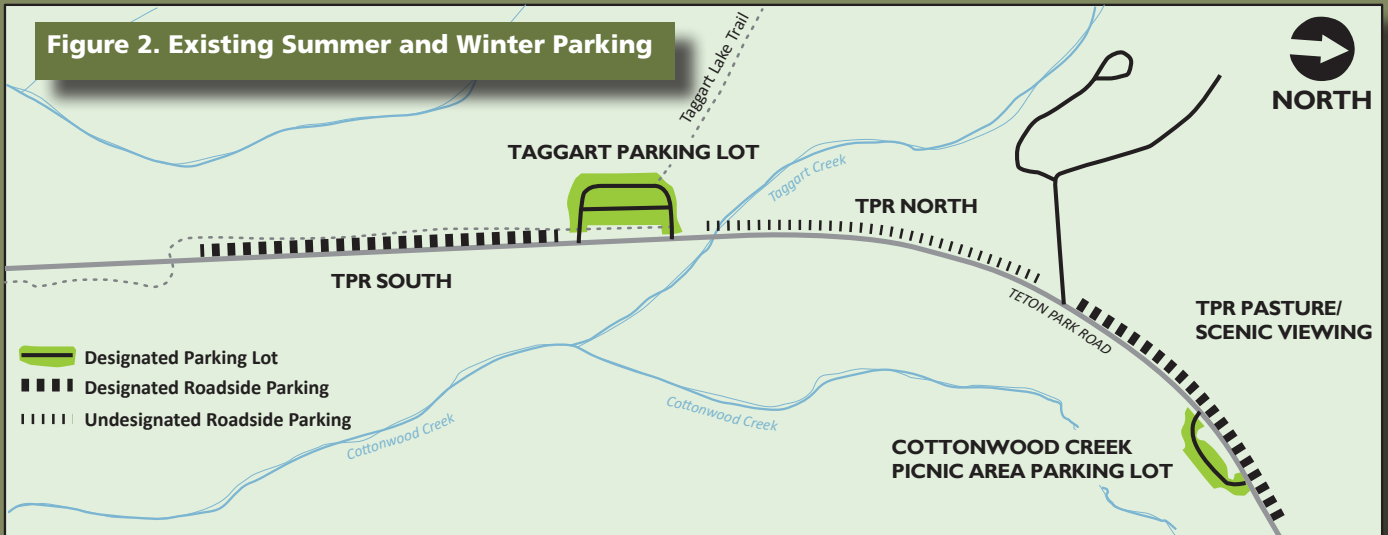 Figure 2. Existing Summer and Winter Parking
Taggart Lake Trail
NORTH
TAGGART PARKING LOT
Taggart Creek
TPR NORTH
TPR SOUTH
TETON PARK ROAD
TPR PASTURE/
SCENIC VIEWING
Designated Parking Lot
Designated Roadside Parking
Undesignated Roadside Parking
Cottonwood Creek
Cottonwood Creek
COTTONWOOD CREEK
PICNIC AREA PARKING LOT